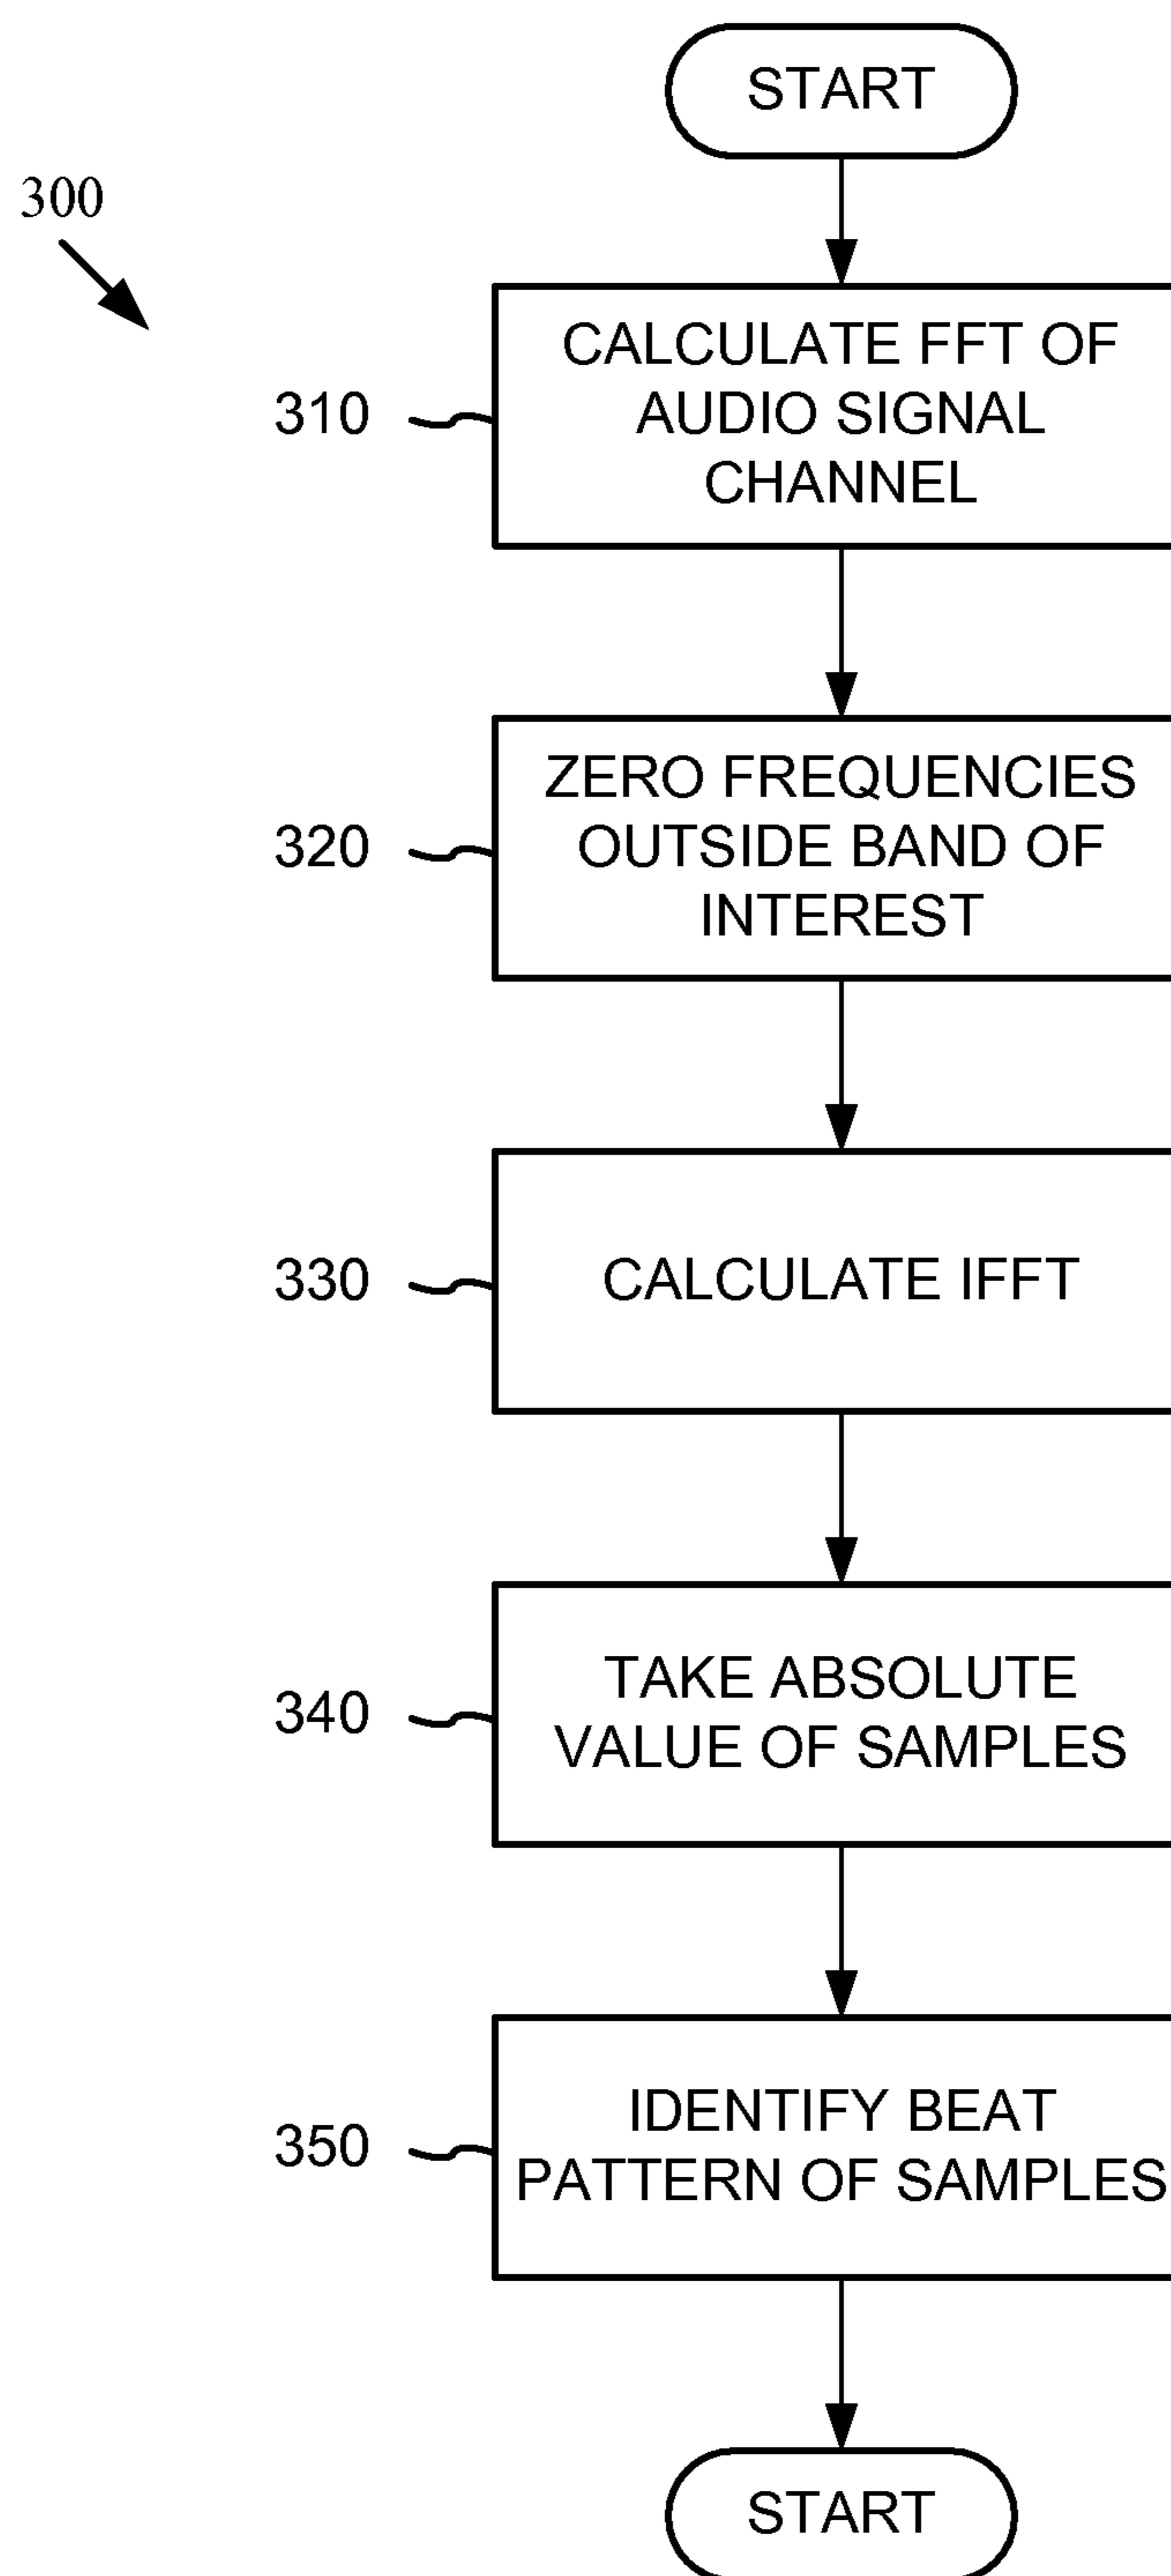 START
300
CALCULATE FFT OF
AUDIO SIGNAL
CHANNEL
310
ZERO FREQUENCIES
OUTSIDE BAND OF
INTEREST
320
CALCULATE IFFT
330
TAKE ABSOLUTE
VALUE OF SAMPLES
340
IDENTIFY BEAT
PATTERN OF SAMPLES
350
START